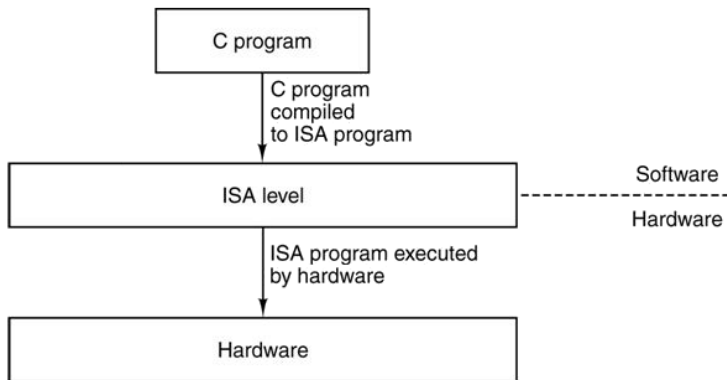 C program
C program
compiled
to ISA program
ISA level
Software
Hardware
ISA program executed
by hardware
Hardware